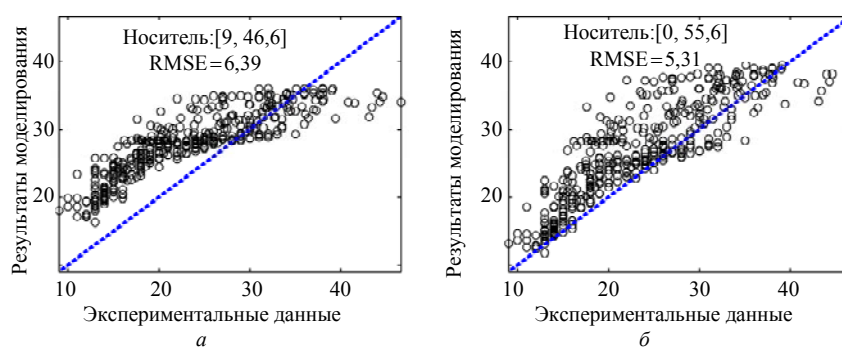 Носитель:[9, 46,6]
RMSE=6,39
Результаты моделирования
40
30
20
10
20
30
40
Экспериментальные данные
а
Носитель:[0, 55,6]
RMSE=5,31
Результаты моделирования
40
30
20
10
20
30
40
Экспериментальные данные
б